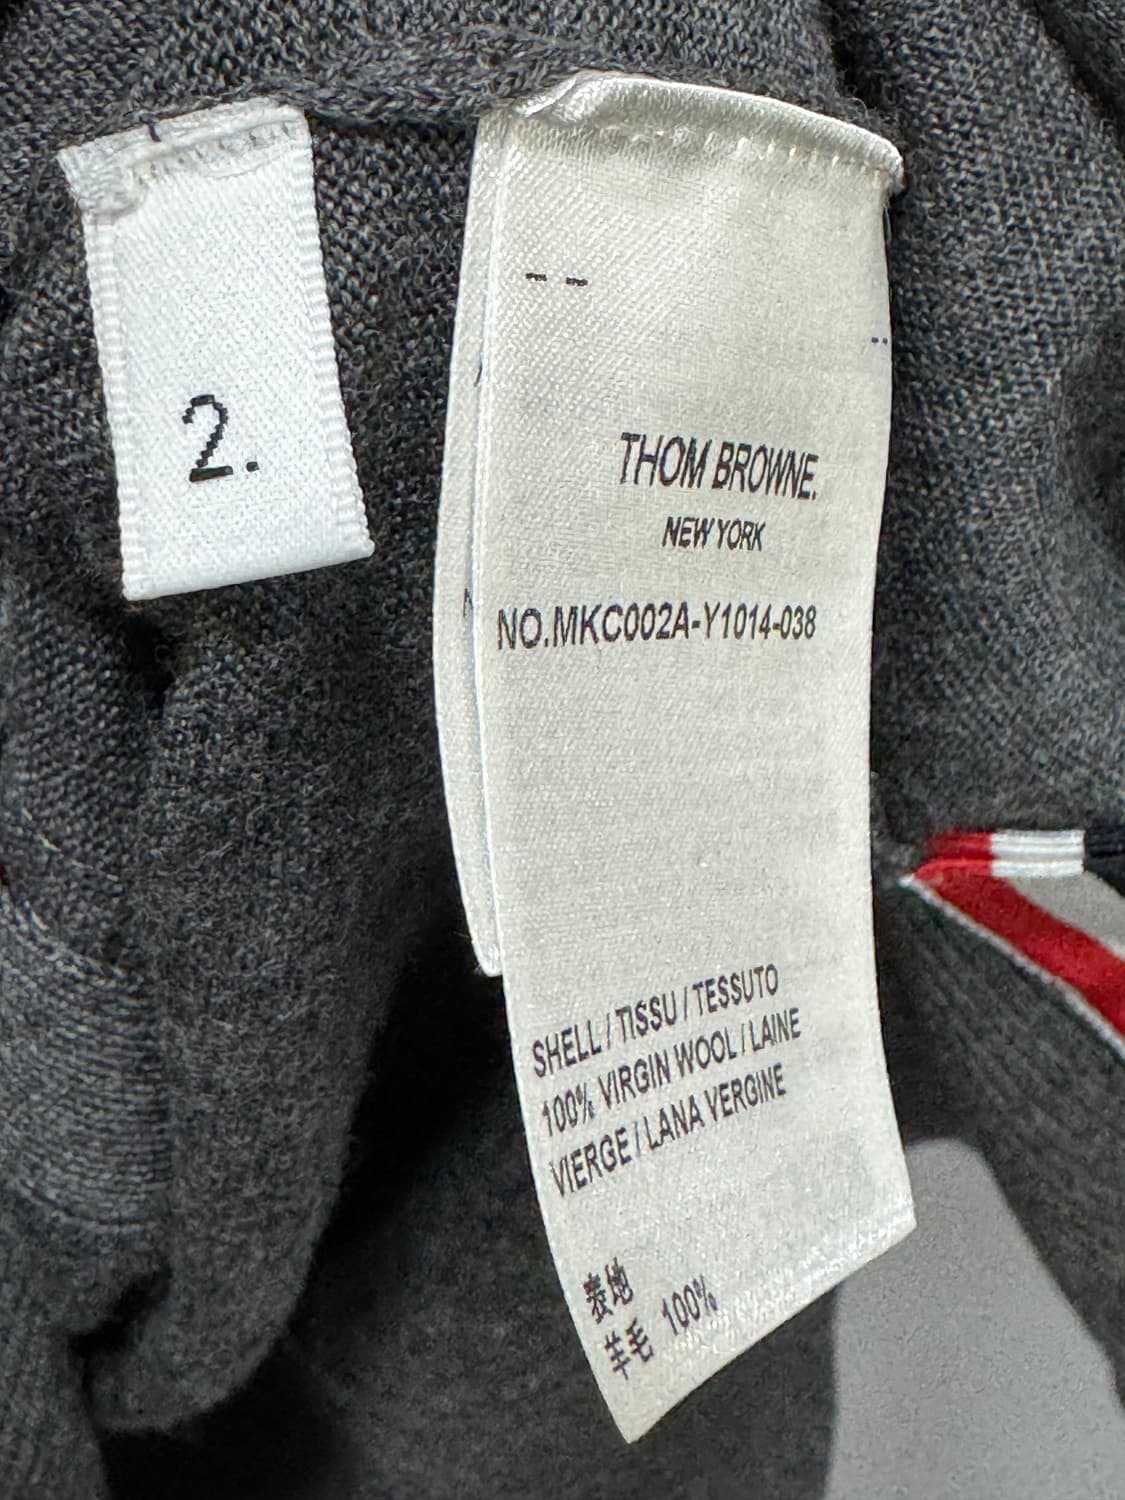 2.
THOM BROWNE.
NEW YORK
NO.MKC002A-Y1014-038
SHELL / TISSU / TESSUTO
100% VIRGIN WOOL / LAINE
VIERGE / LANA VERGINE
表地
羊毛 100%